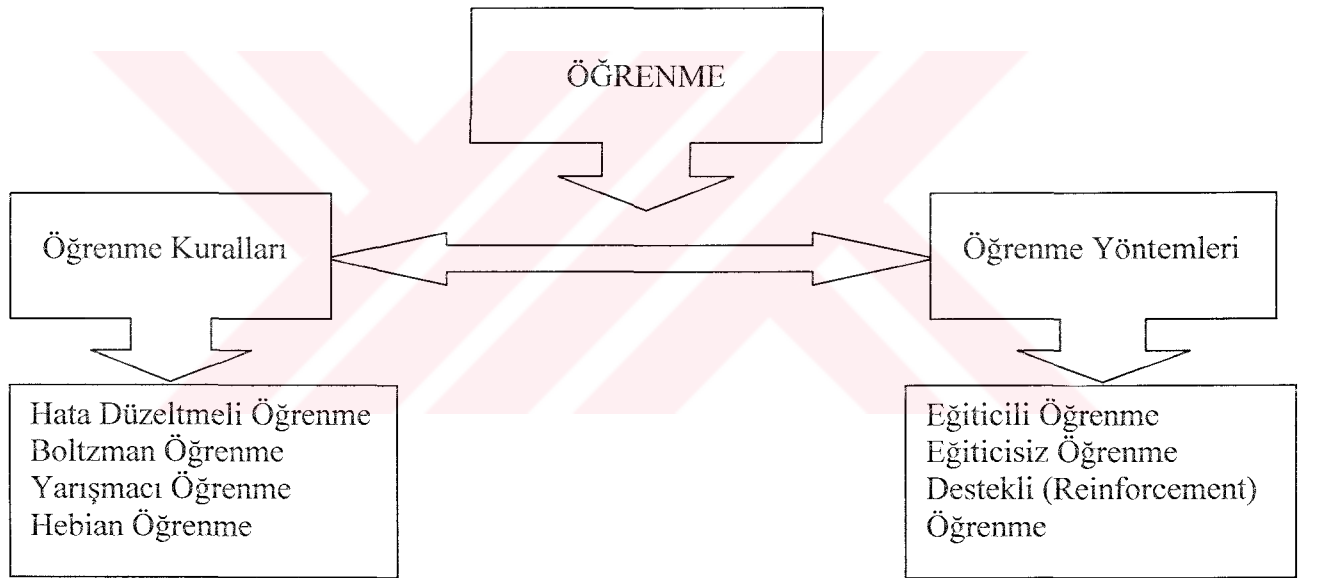 ÖĞRENME
Öğrenme Kuralları
Öğrenme Yöntemleri
Hata Düzeltmeli Öğrenme
Boltzman Öğrenme
Yarışmacı Öğrenme
Hebian Öğrenme
Eğiticili Öğrenme
Eğiticisiz Öğrenme
Destekli (Reinforcement)
Öğrenme